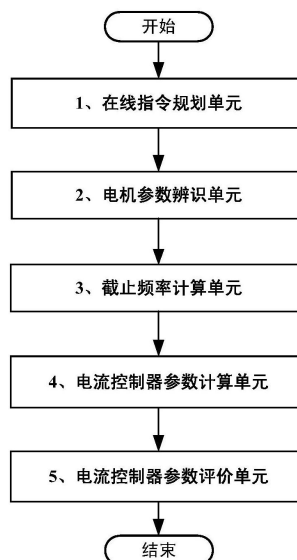 开始
1、在线指令规划单元
2、电机参数辨识单元
3、截止频率计算单元
4、电流控制器参数计算单元
5、电流控制器参数评价单元
结束